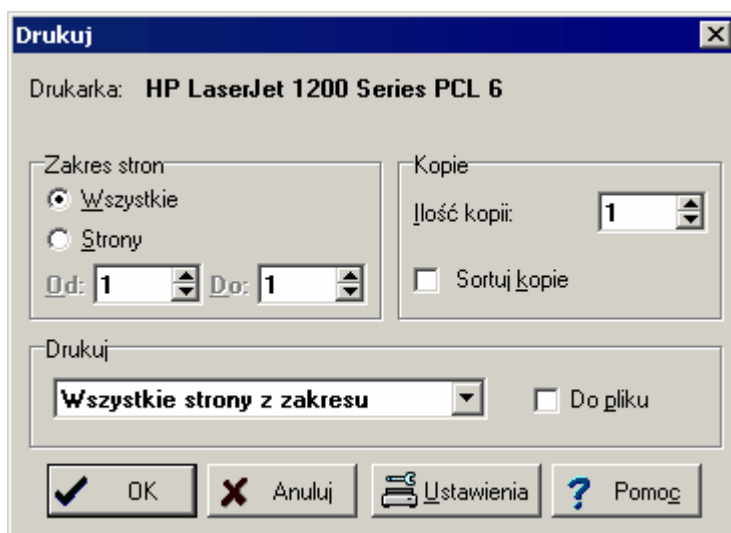 Drukuj
Drukarka: HP LaserJet 1200 Series PCL 6
Zakres stron
Wszystkie
Strony
Od: 1 Do: 1
Kopie
Ilość kopii: 1
Sortuj kopie
Drukuj
Wszystkie strony z zakresu
Do pliku
OK Anuluj Ustawienia Pomoc